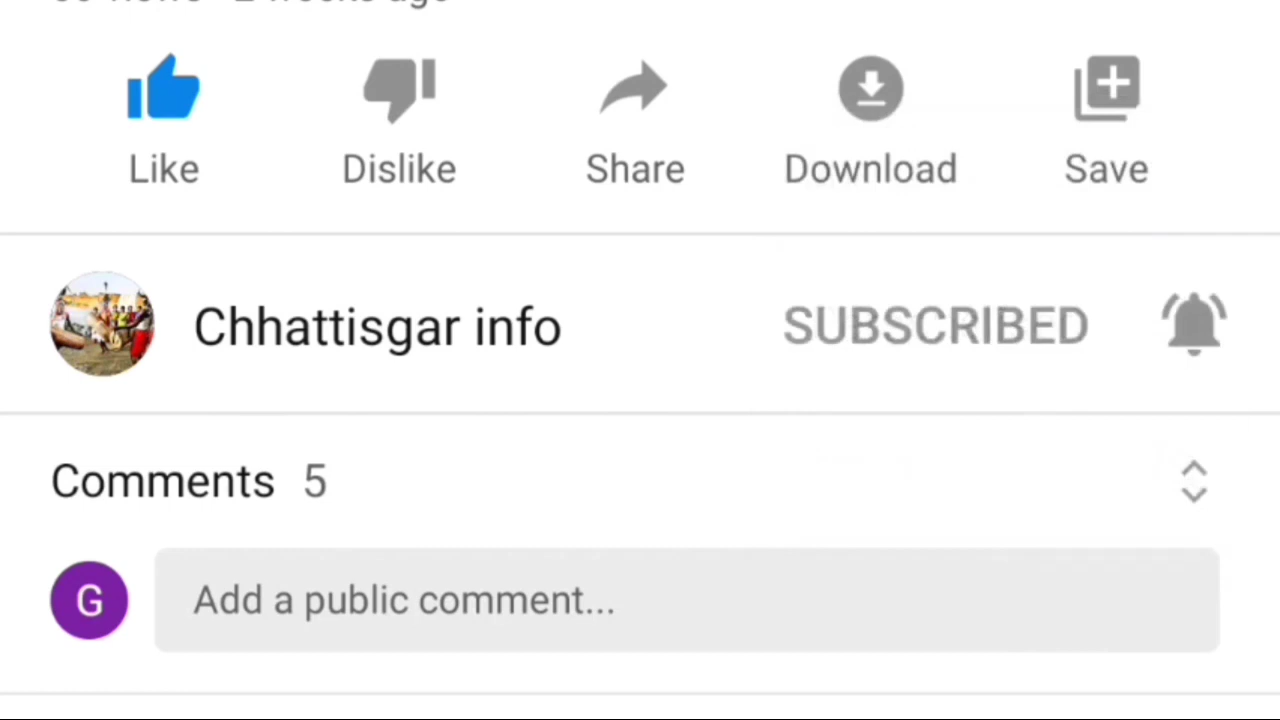 Like
Dislike
Share
Download
Save
Chhattisgar info
SUBSCRIBED
Comments 5
G
Add a public comment...